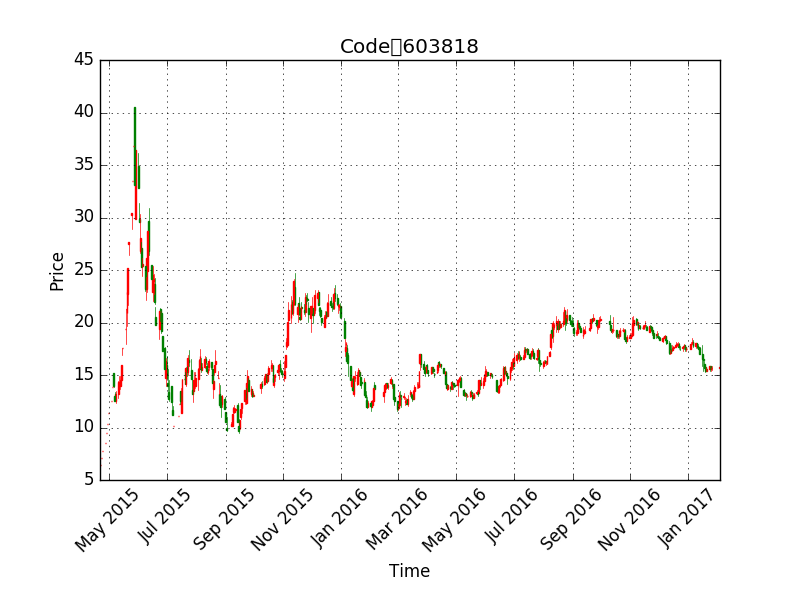 Code▯603818
45
40
35
30
25
20
15
10
5
Price
May 2015
Jul 2015
Sep 2015
Nov 2015
Jan 2016
Mar 2016
May 2016
Jul 2016
Sep 2016
Nov 2016
Jan 2017
Time